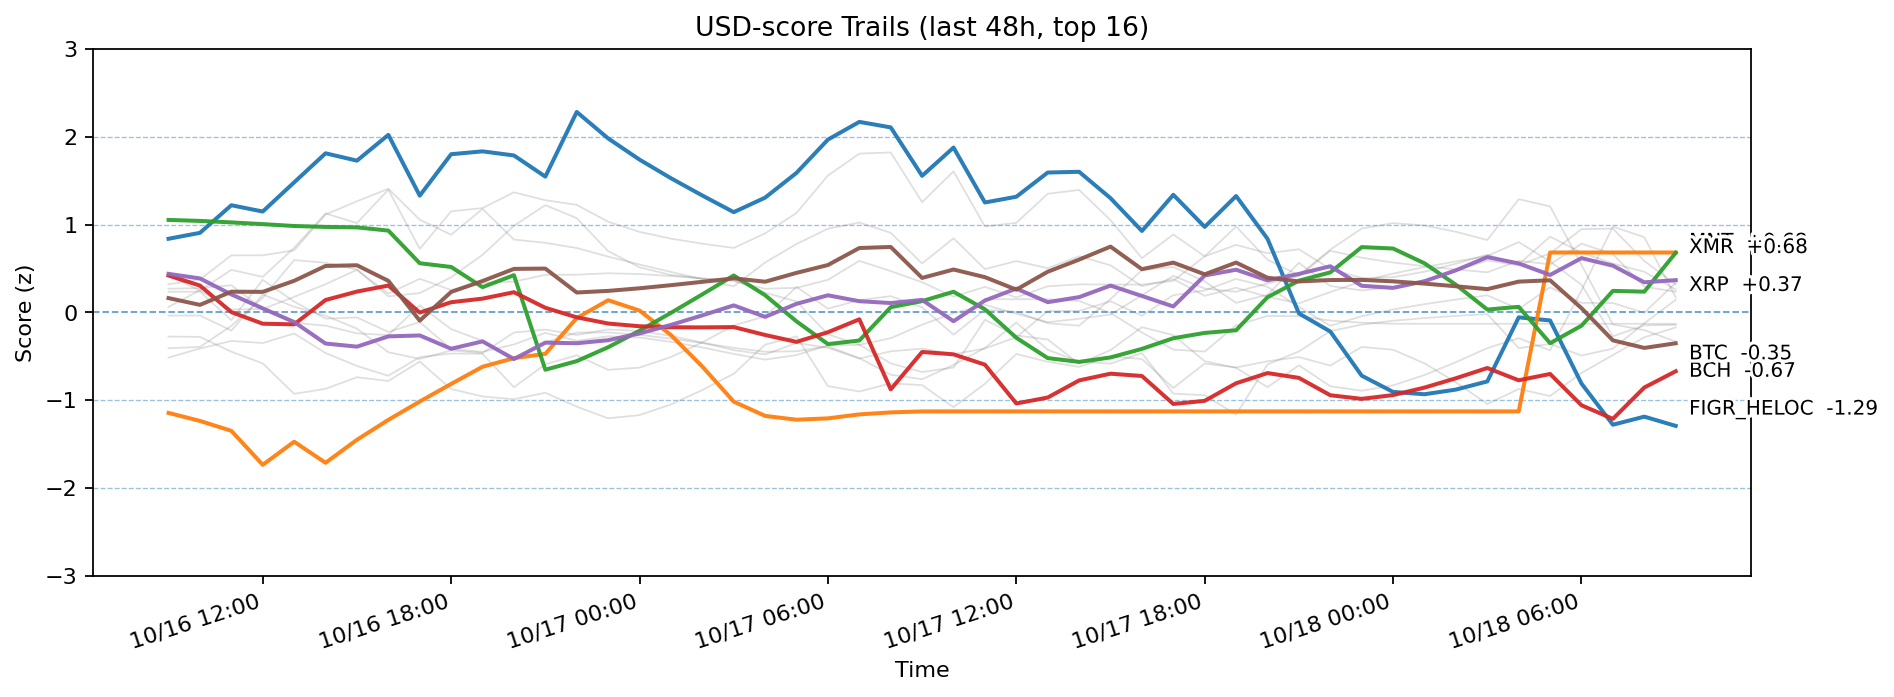 USD-score Trails (last 48h, top 16)
Score (z)
3
2
1
0
−1
−2
−3
XMR +0.68
XRP +0.37
BTC -0.35
BCH -0.67
FIGR_HELOC -1.29
10/16 12:00
10/16 18:00
10/17 00:00
10/17 06:00
10/17 12:00
10/17 18:00
10/18 00:00
10/18 06:00
Time